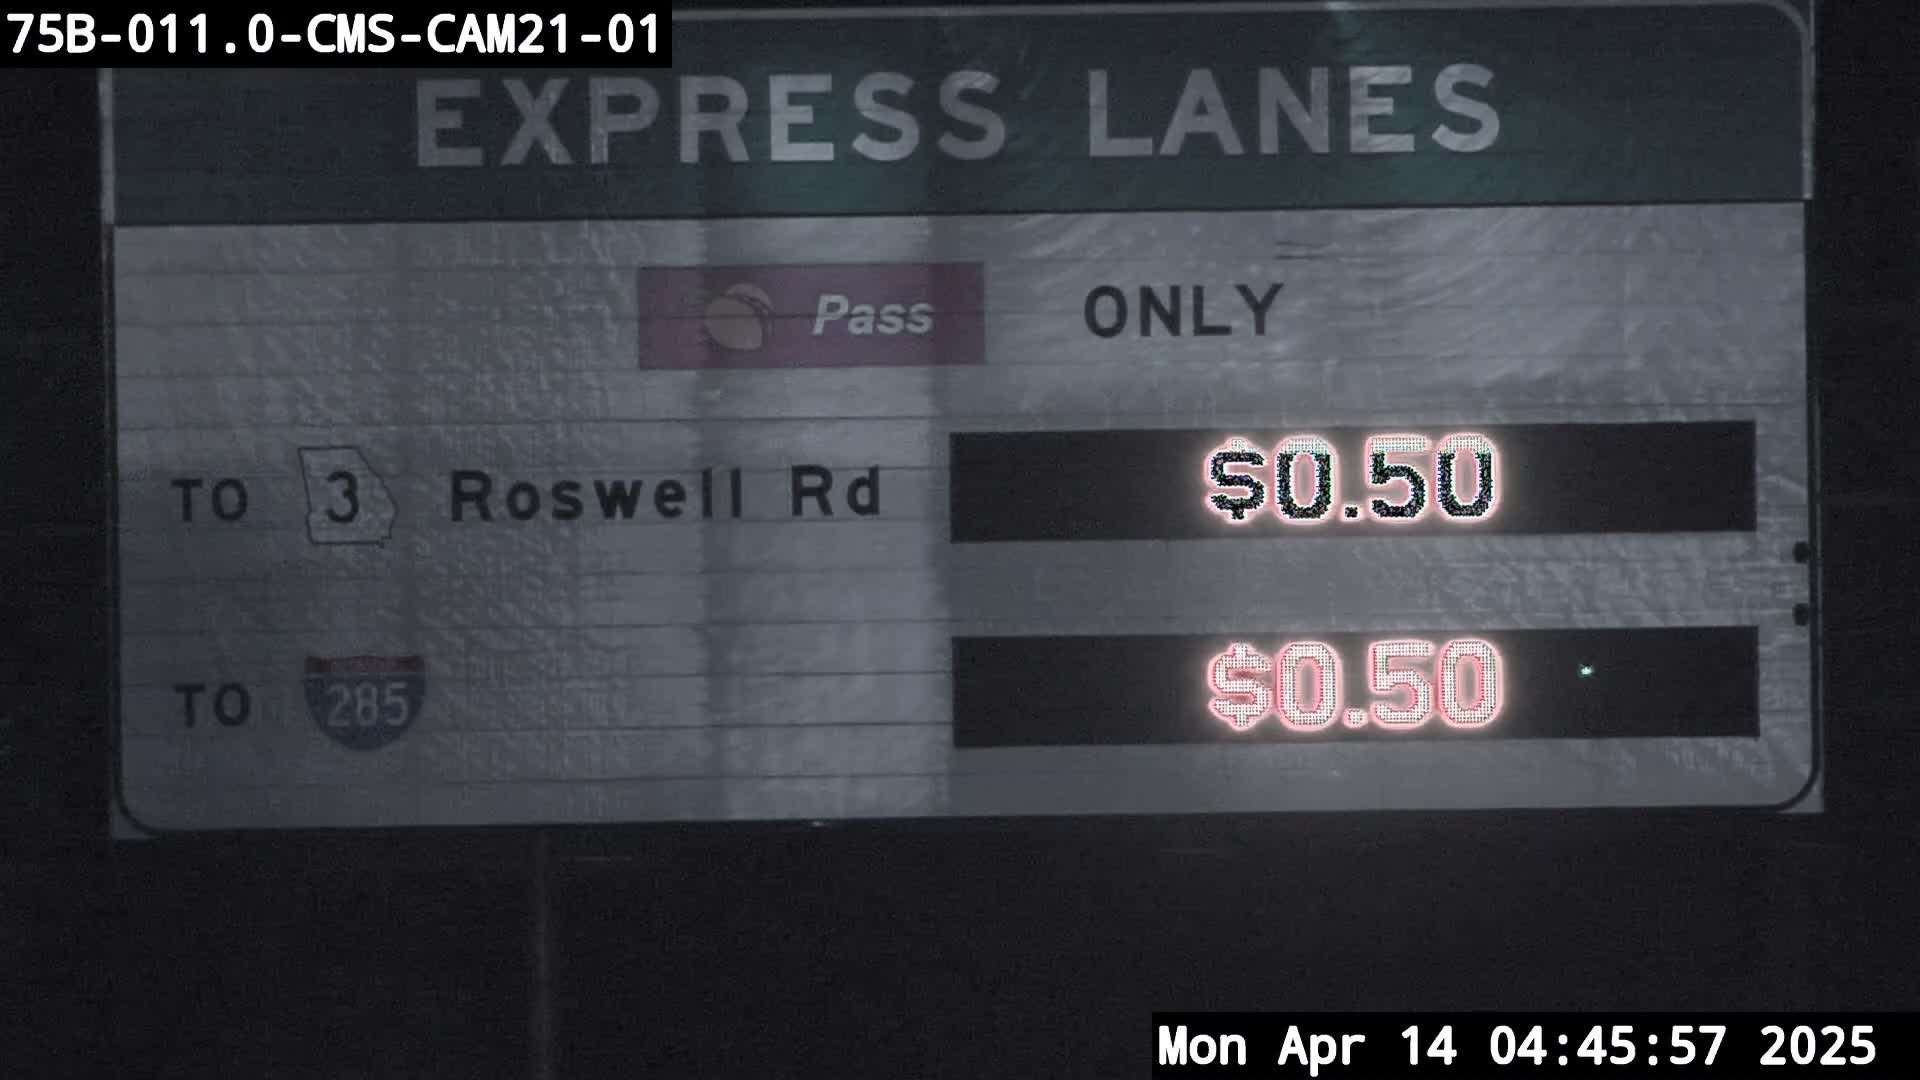 75B-011.0-CMS-CAM21-01
EXPRESS LANES
Pass ONLY
TO 3 Roswell Rd $0.50
TO 285 $0.50
Mon Apr 14 04:45:57 2025